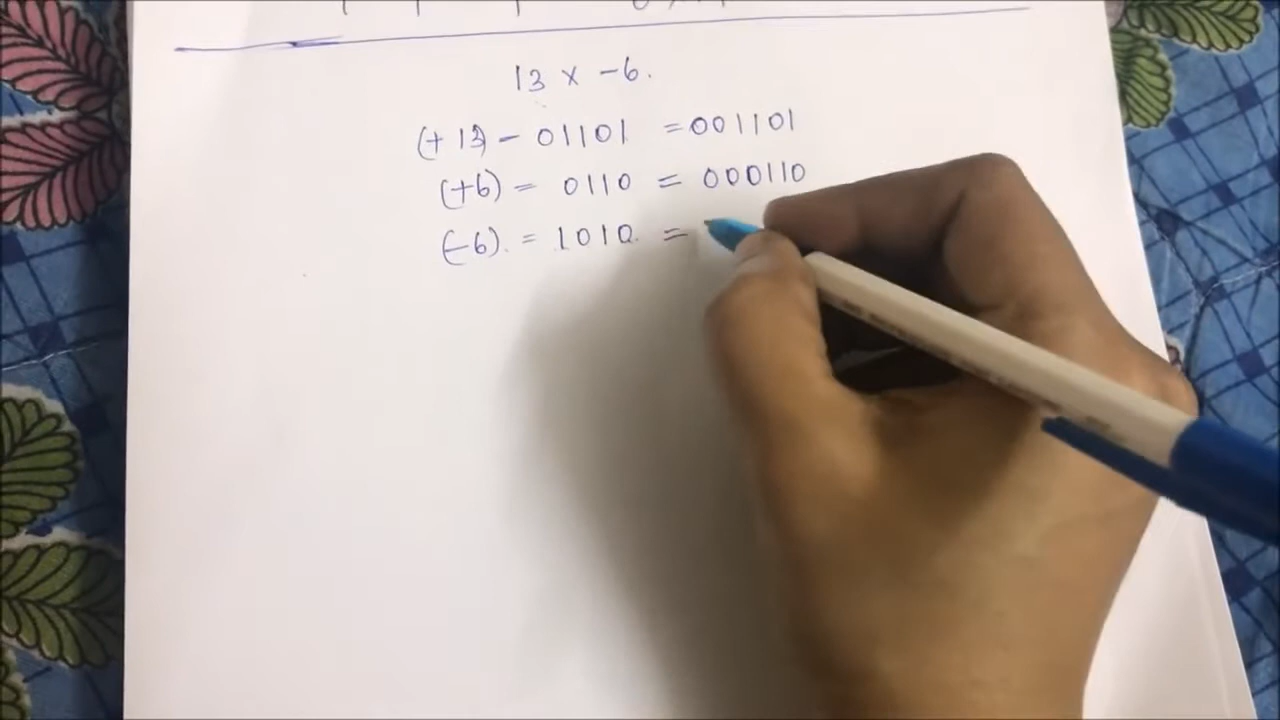 13 x -6.
(+13) - 01101 = 001101
(+6) = 0110 = 000110
(-6). = 1010. =